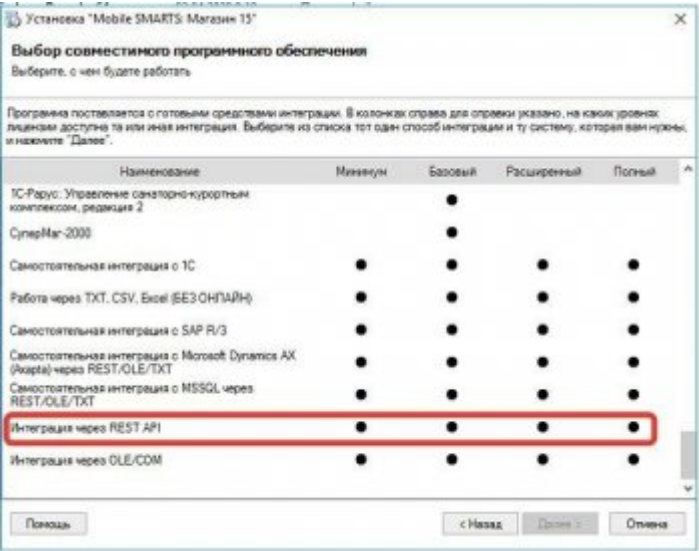 Установка "Mobile SMARTS: Магазин 15"
Выбор совместимого программного обеспечения
Выберите, с чем будете работать
Программа поставляется с готовыми средствами интеграции. В колонках справа для справки указано, на каких уровнях
лицензии доступна та или иная интеграция. Выберите из списка тот один способ интеграции и ту систему, которая вам нужны,
и нажмите "Далее".
Наименование Минимум Базовый Расширенный Полный
1С-Рарус: Управление санаторно-курортным
комплексом, редакция 2
СуперМаг-2000
Самостоятельная интеграция с 1С
Работа через TXT, CSV, Excel (БЕЗ ОНЛАЙН)
Самостоятельная интеграция с SAP R/3
Самостоятельная интеграция с Microsoft Dynamics AX
(Axapta) через REST/OLE/TXT
Самостоятельная интеграция с MSSQL через
REST/OLE/TXT
Интеграция через REST API
Интеграция через OLE/COM
Помощь < Назад Далее > Отмена